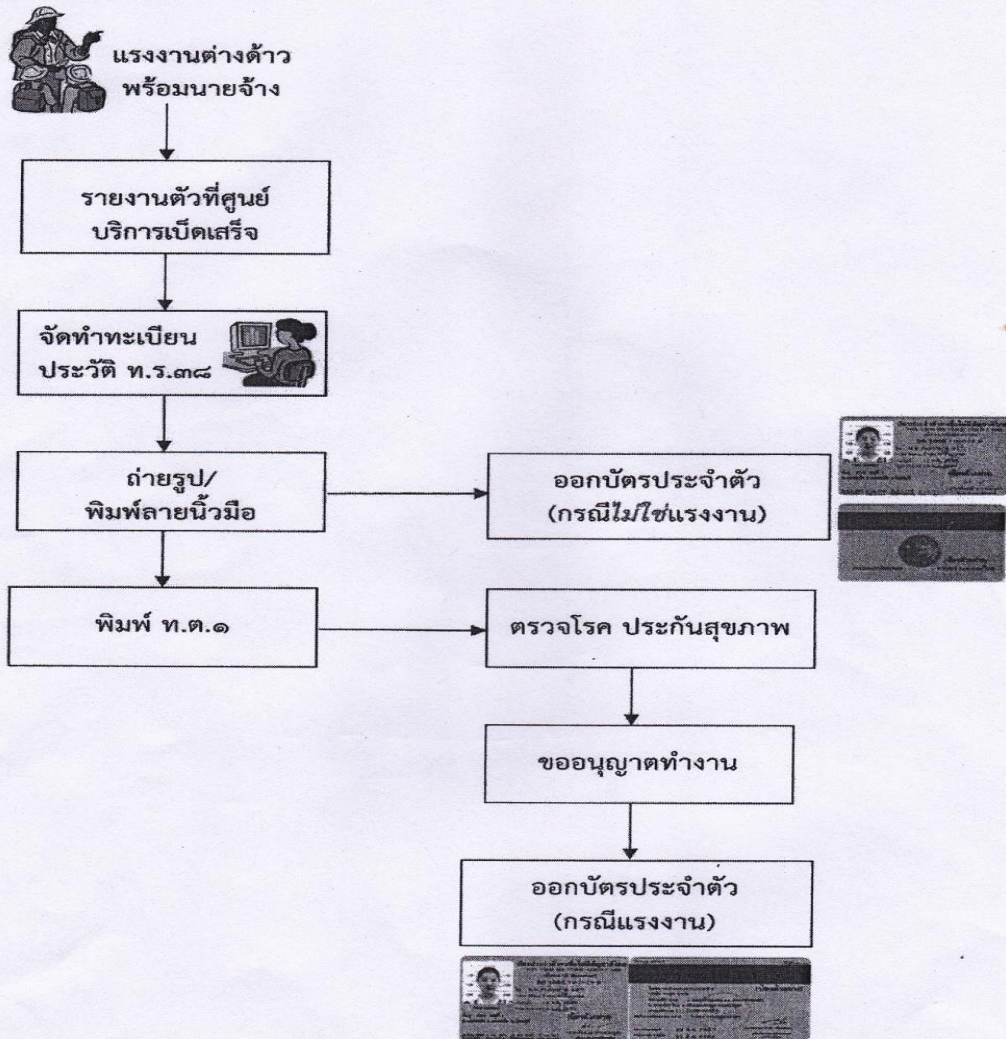 แรงงานต่างด้าว
พร้อมนายจ้าง
รายงานตัวที่ศูนย์
บริการเบ็ดเสร็จ
จัดทำทะเบียน
ประวัติ ท.ร.๓๘
ถ่ายรูป/
พิมพ์ลายนิ้วมือ
ออกบัตรประจำตัว
(กรณีไม่ใช่แรงงาน)
พิมพ์ ท.ต.๑
ตรวจโรค ประกันสุขภาพ
ขออนุญาตทำงาน
ออกบัตรประจำตัว
(กรณีแรงงาน)